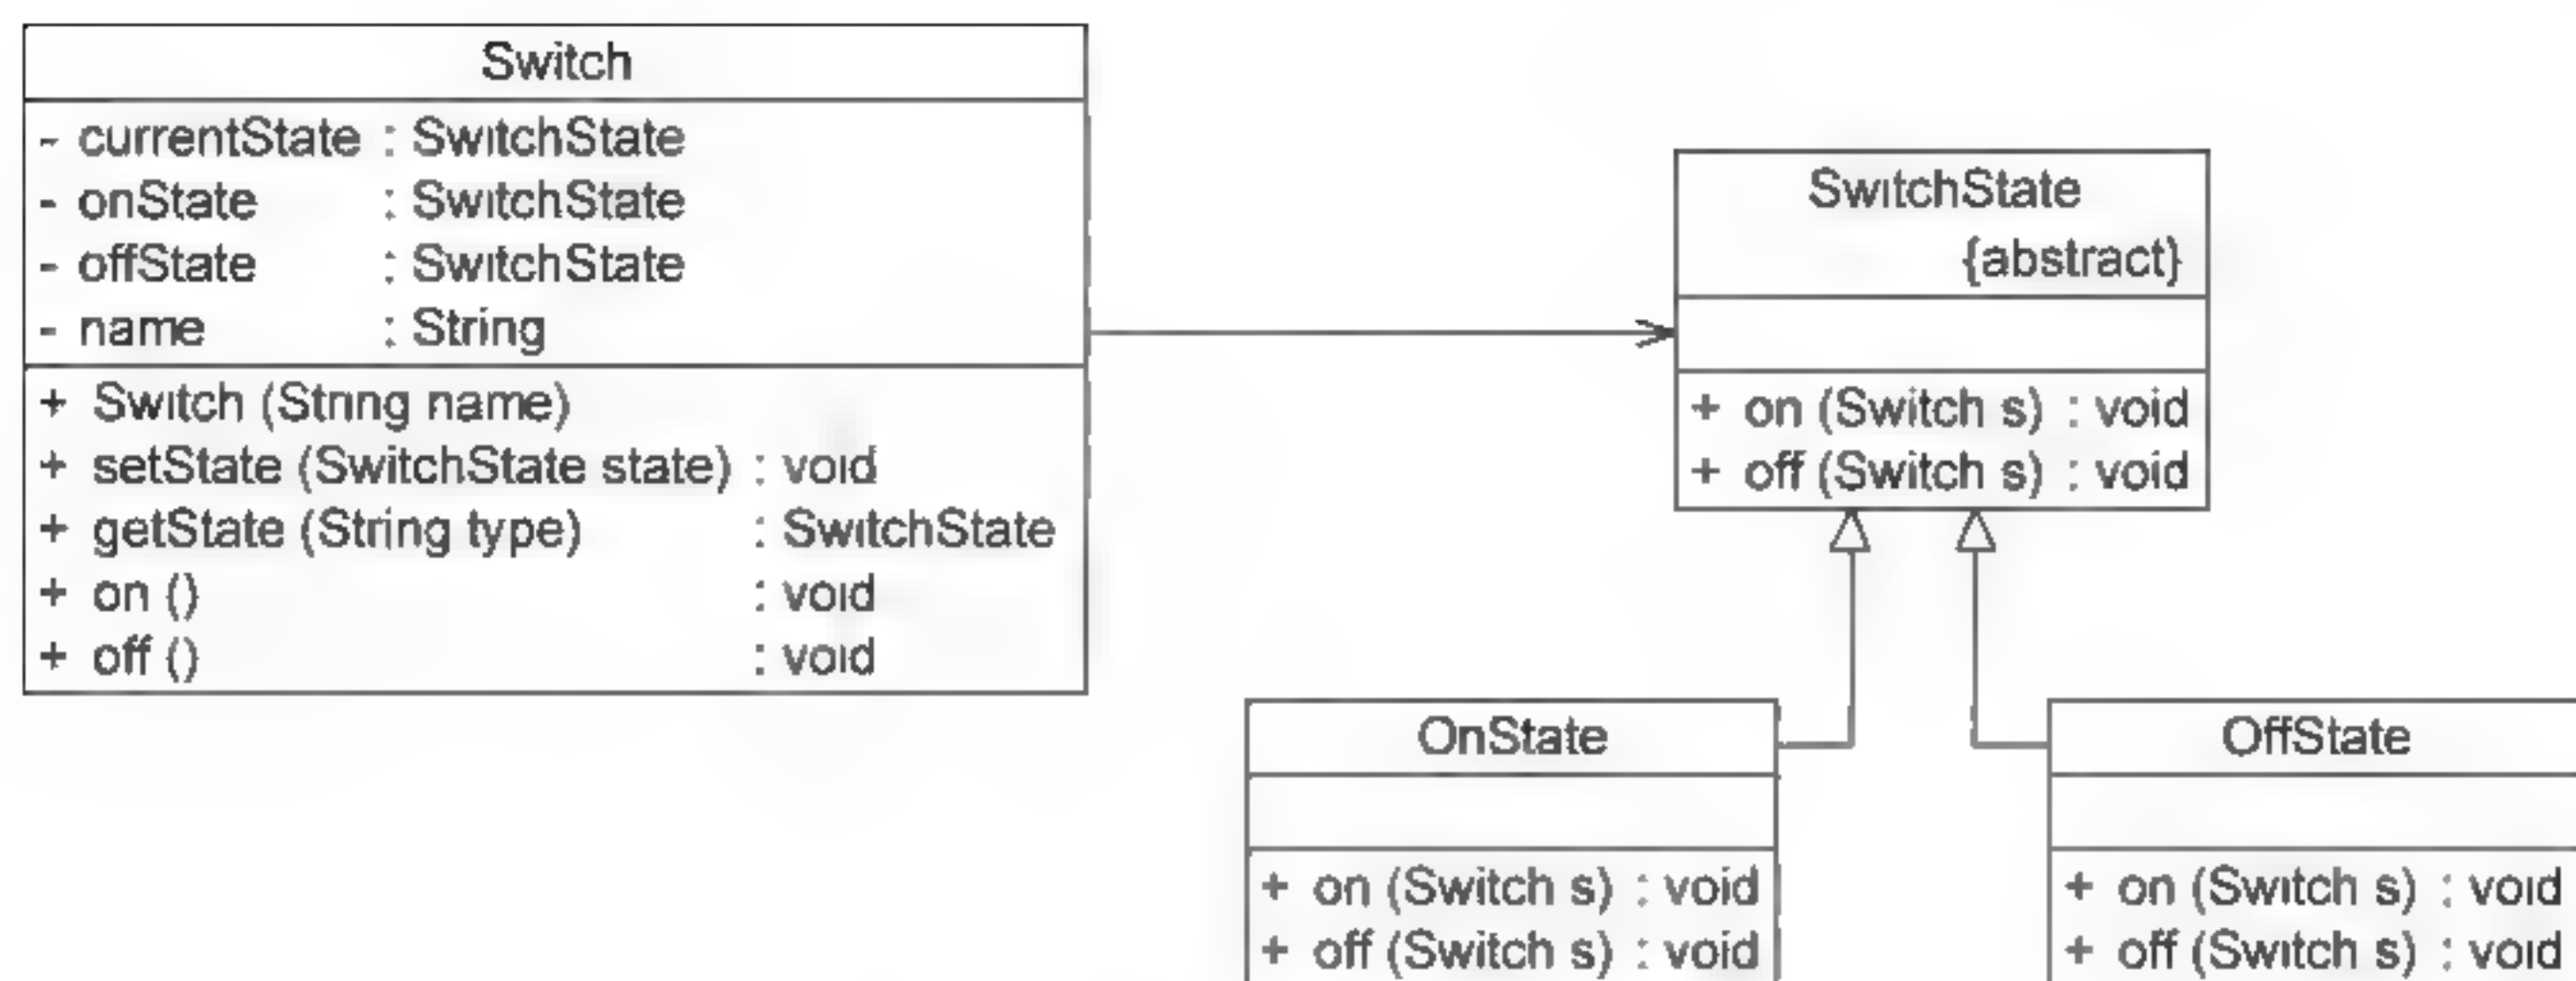 Switch
- currentState : SwitchState
- onState : SwitchState
- offState : SwitchState
- name : String
+ Switch (String name)
+ setState (SwitchState state) : void
+ getState (String type) : SwitchState
+ on () : void
+ off () : void
SwitchState
{abstract}
+ on (Switch s) : void
+ off (Switch s) : void
OnState
+ on (Switch s) : void
+ off (Switch s) : void
OffState
+ on (Switch s) : void
+ off (Switch s) : void